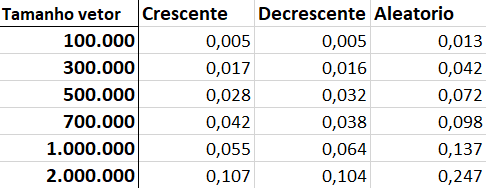 Tamanho vetor Crescente Decrescente Aleatorio
100.000 0,005 0,005 0,013
300.000 0,017 0,016 0,042
500.000 0,028 0,032 0,072
700.000 0,042 0,038 0,098
1.000.000 0,055 0,064 0,137
2.000.000 0,107 0,104 0,247